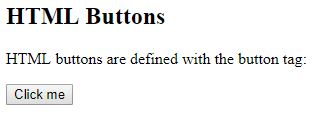 HTML Buttons
HTML buttons are defined with the button tag:
Click me